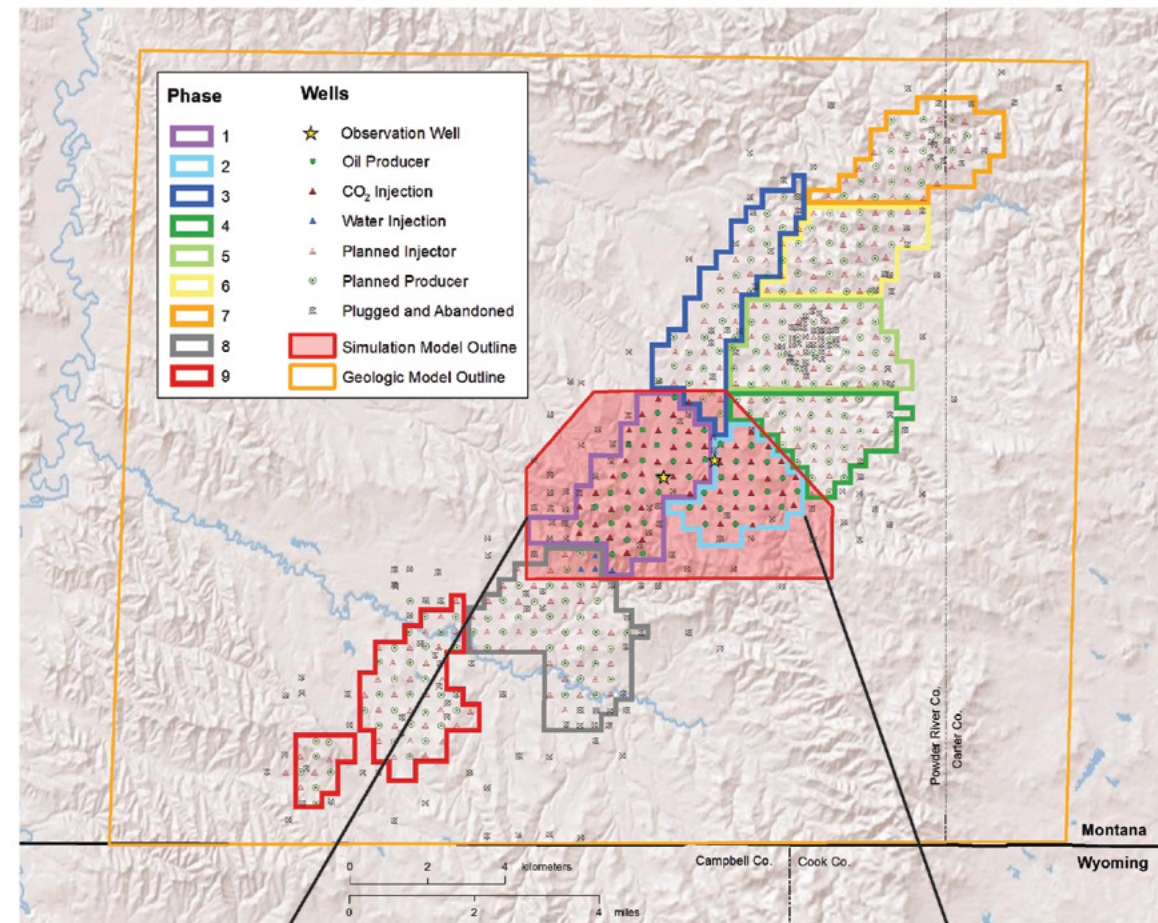 Phase
Wells
1
2
3
4
5
6
7
8
9
Observation Well
Oil Producer
CO₂ Injection
Water Injection
Planned Injector
Planned Producer
Plugged and Abandoned
Simulation Model Outline
Geologic Model Outline
Powder River Co.
Carter Co.
Montana
Wyoming
Campbell Co.
Cook Co.
0 2 4 kilometers
0 2 4 miles